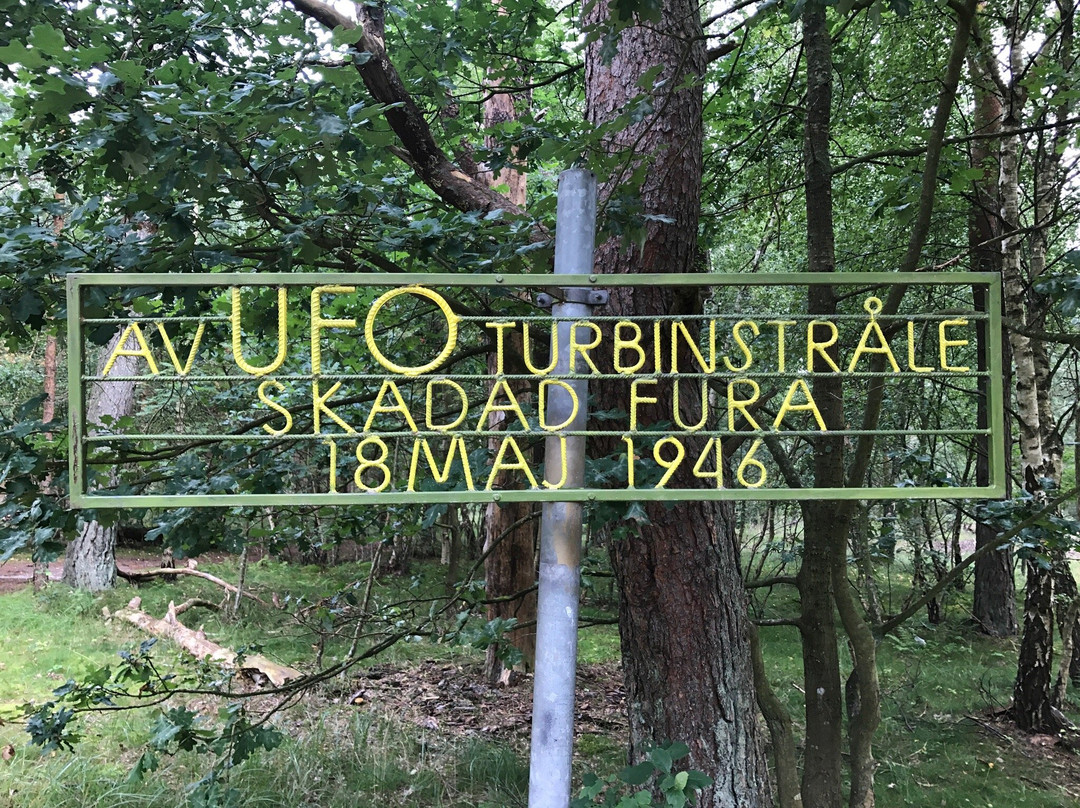 AV UFO TURBINSTRÅLE
SKADAD FURA
18 MAJ 1946